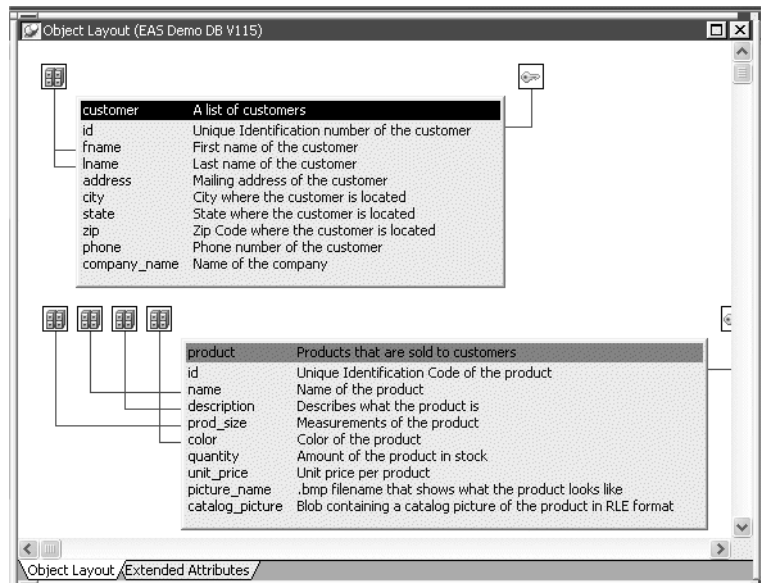 Object Layout (EAS Demo DB V115)
customer A list of customers
id Unique Identification number of the customer
fname First name of the customer
lname Last name of the customer
address Mailing address of the customer
city City where the customer is located
state State where the customer is located
zip Zip Code where the customer is located
phone Phone number of the customer
company_name Name of the company
product Products that are sold to customers
id Unique Identification Code of the product
name Name of the product
description Describes what the product is
prod_size Measurements of the product
color Color of the product
quantity Amount of the product in stock
unit_price Unit price per product
picture_name .bmp filename that shows what the product looks like
catalog_picture Blob containing a catalog picture of the product in RLE format
Object Layout Extended Attributes